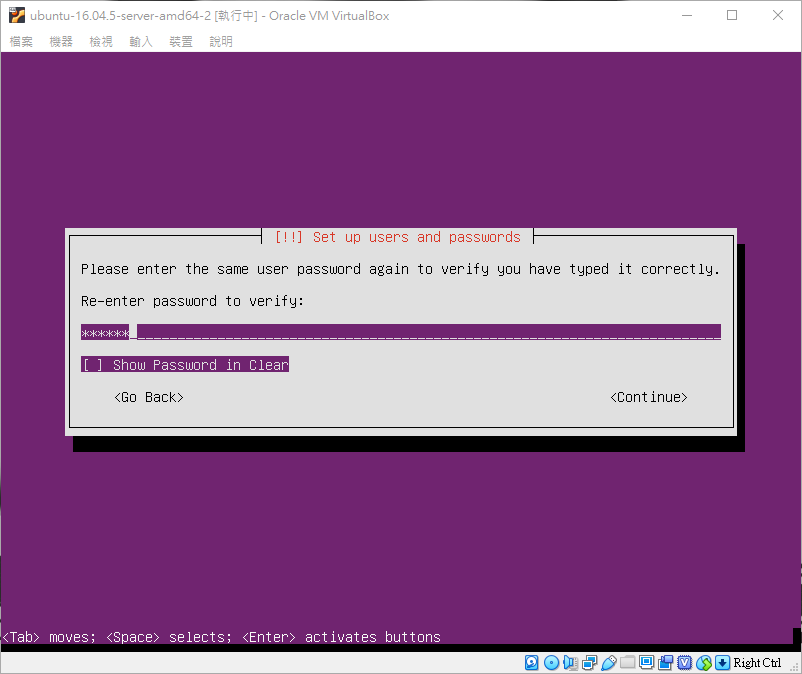 ubuntu-16.04.5-server-amd64-2 [執行中] - Oracle VM VirtualBox
檔案 機器 檢視 輸入 裝置 說明
[!!] Set up users and passwords
Please enter the same user password again to verify you have typed it correctly.
Re-enter password to verify:
******
[ ] Show Password in Clear
<Go Back> <Continue>
<Tab> moves; <Space> selects; <Enter> activates buttons
Right Ctrl